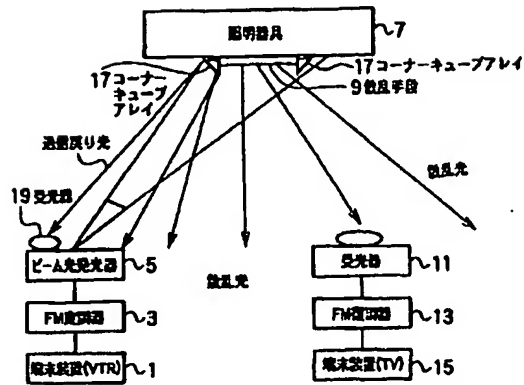 照明器具
7
17コーナーキューブアレイ
17コーナー
キューブ
アレイ
9散乱手段
送信戻り光
散乱光
19受光器
ビーム光発光器
5
散乱光
受光器
11
FM変調器
3
FM復調器
13
端末装置(VTR)
1
端末装置(TV)
15